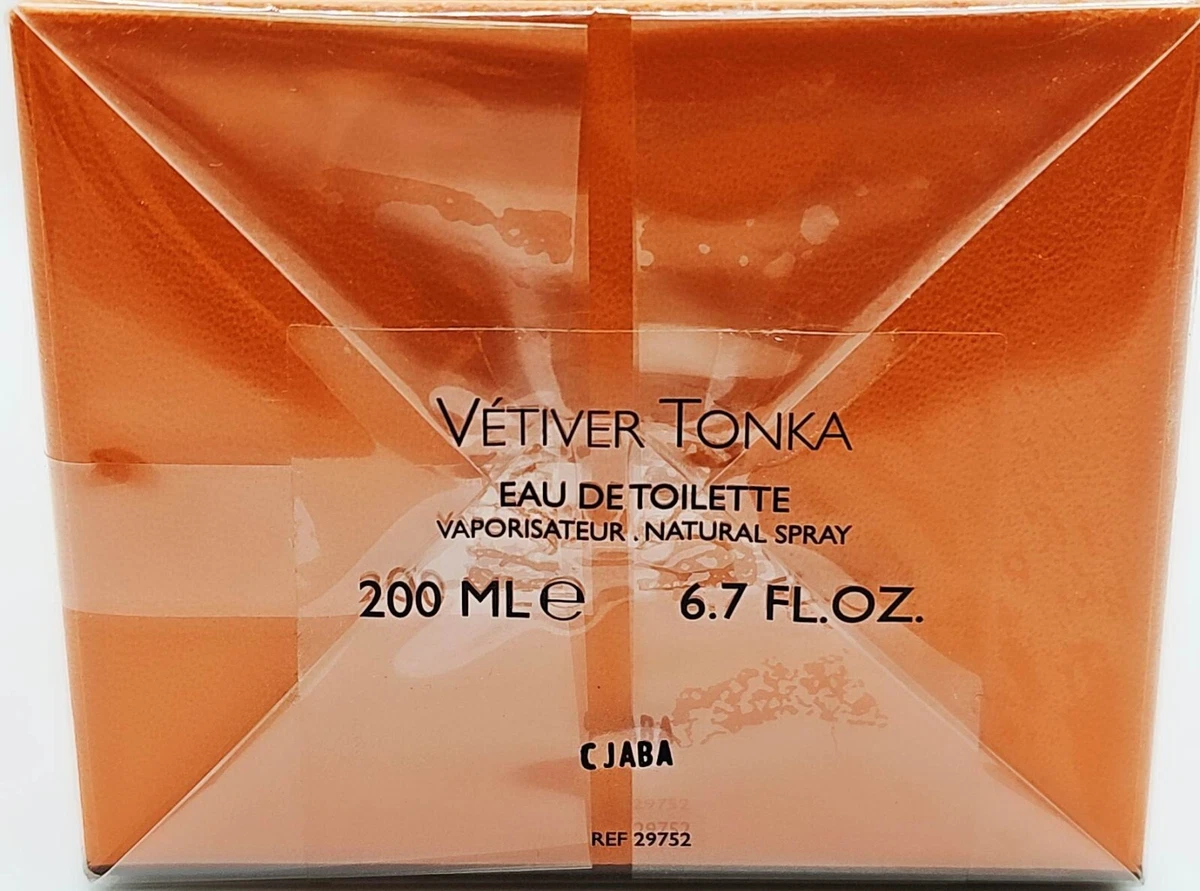 VÉTIVER TONKA
EAU DE TOILETTE
VAPORISATEUR . NATURAL SPRAY
200 ML ℮ 6.7 FL.OZ.
CJABA
REF 29752